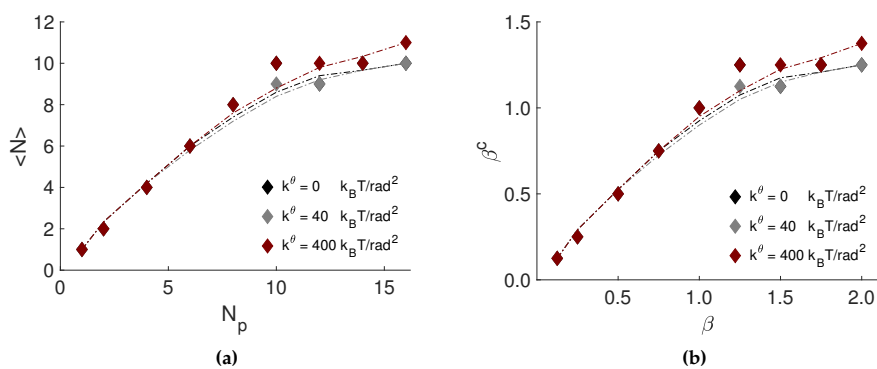 12
10
8
6
4
2
0
<N>
k^θ = 0 k_BT/rad^2
k^θ = 40 k_BT/rad^2
k^θ = 400 k_BT/rad^2
0 5 10 15
N_p
(a)
1.5
1.0
0.5
0.0
β^c
k^θ = 0 k_BT/rad^2
k^θ = 40 k_BT/rad^2
k^θ = 400 k_BT/rad^2
0.5 1.0 1.5 2.0
β
(b)